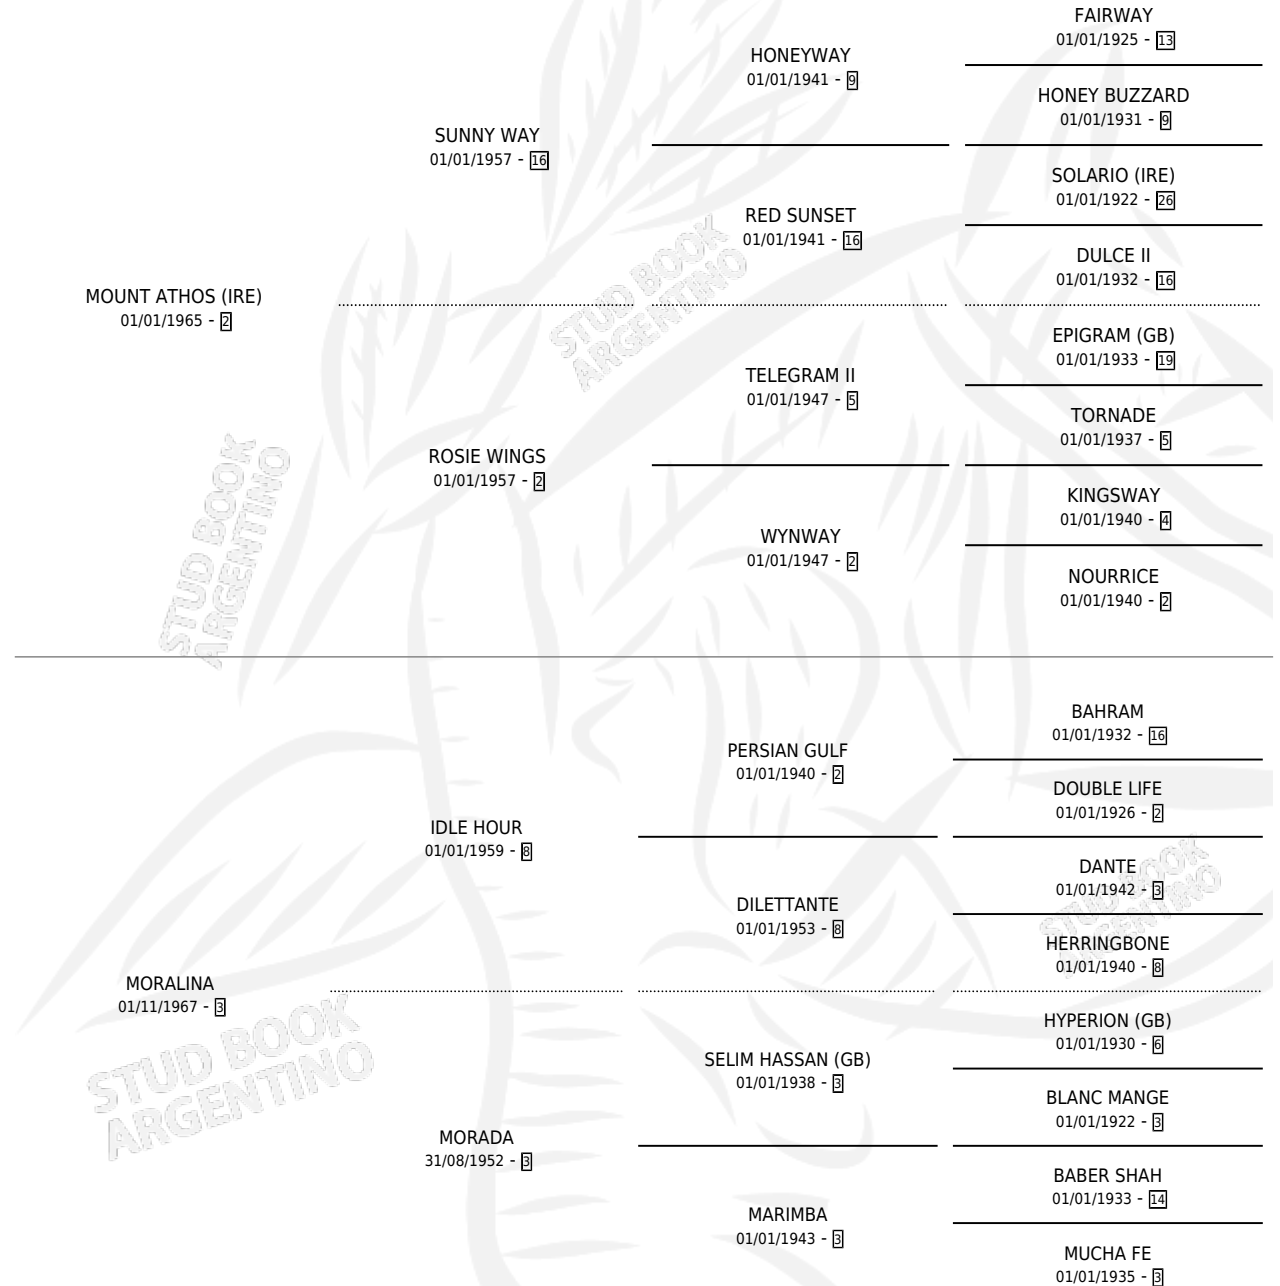 FAIRWAY
01/01/1925 - 13
HONEYWAY
01/01/1941 - 9
HONEY BUZZARD
01/01/1931 - 9
SUNNY WAY
01/01/1957 - 16
SOLARIO (IRE)
01/01/1922 - 26
RED SUNSET
01/01/1941 - 16
DULCE II
01/01/1932 - 16
MOUNT ATHOS (IRE)
01/01/1965 - 2
EPIGRAM (GB)
01/01/1933 - 19
TELEGRAM II
01/01/1947 - 5
TORNADE
01/01/1937 - 5
ROSIE WINGS
01/01/1957 - 2
KINGSWAY
01/01/1940 - 4
WYNWAY
01/01/1947 - 2
NOURRICE
01/01/1940 - 2
BAHRAM
01/01/1932 - 16
PERSIAN GULF
01/01/1940 - 2
DOUBLE LIFE
01/01/1926 - 2
IDLE HOUR
01/01/1959 - 8
DANTE
01/01/1942 - 3
DILETTANTE
01/01/1953 - 8
HERRINGBONE
01/01/1940 - 8
MORALINA
01/11/1967 - 3
HYPERION (GB)
01/01/1930 - 6
SELIM HASSAN (GB)
01/01/1938 - 3
BLANC MANGE
01/01/1922 - 3
MORADA
31/08/1952 - 3
BABER SHAH
01/01/1933 - 14
MARIMBA
01/01/1943 - 3
MUCHA FE
01/01/1935 - 3
STUD BOOK
ARGENTINO
STUD BOOK
ARGENTINO
STUD BOOK
ARGENTINO
STUD BOOK
ARGENTINO